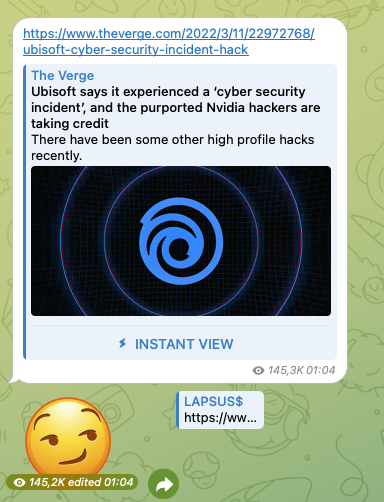 https://www.theverge.com/2022/3/11/22972768/
ubisoft-cyber-security-incident-hack
The Verge
Ubisoft says it experienced a ‘cyber security
incident’, and the purported Nvidia hackers are
taking credit
There have been some other high profile hacks
recently.
INSTANT VIEW
145,3K 01:04
LAPSUS$
https://ww...
145,2K edited 01:04